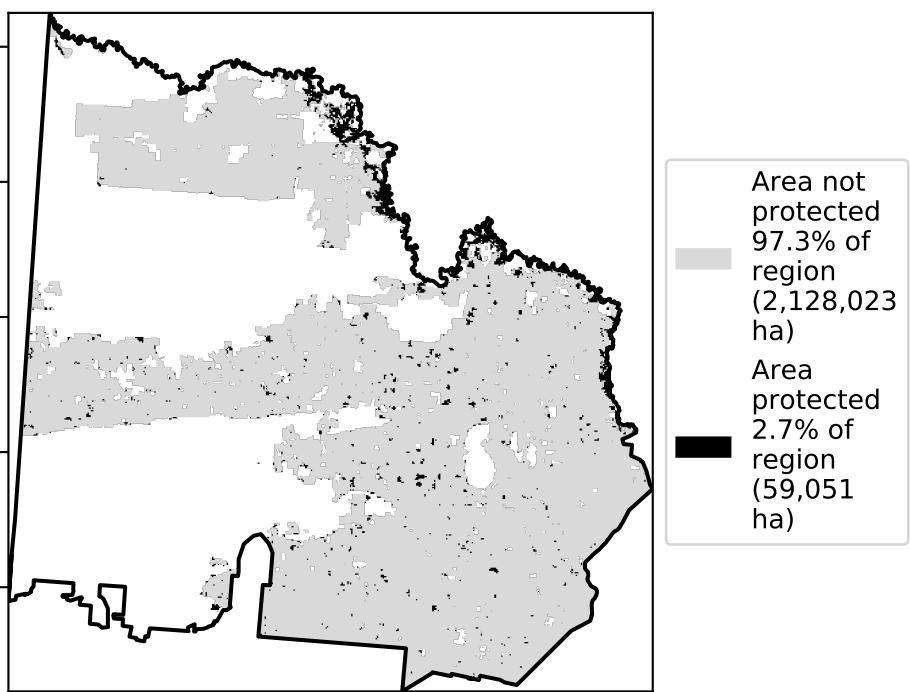 Area not
protected
97.3% of
region
(2,128,023
ha)
Area
protected
2.7% of
region
(59,051
ha)